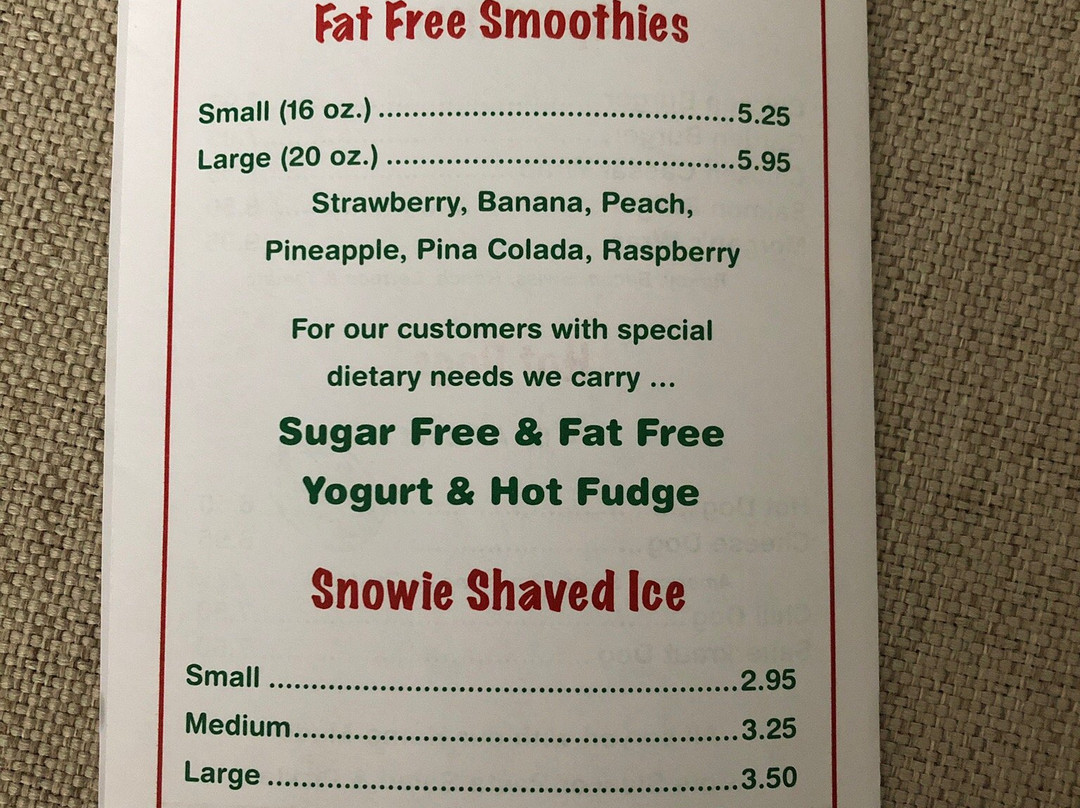 Fat Free Smoothies
Small (16 oz.) ..........................................5.25
Large (20 oz.) .........................................5.95
Strawberry, Banana, Peach,
Pineapple, Pina Colada, Raspberry
For our customers with special
dietary needs we carry ...
Sugar Free & Fat Free
Yogurt & Hot Fudge
Snowie Shaved Ice
Small .......................................................2.95
Medium....................................................3.25
Large .......................................................3.50